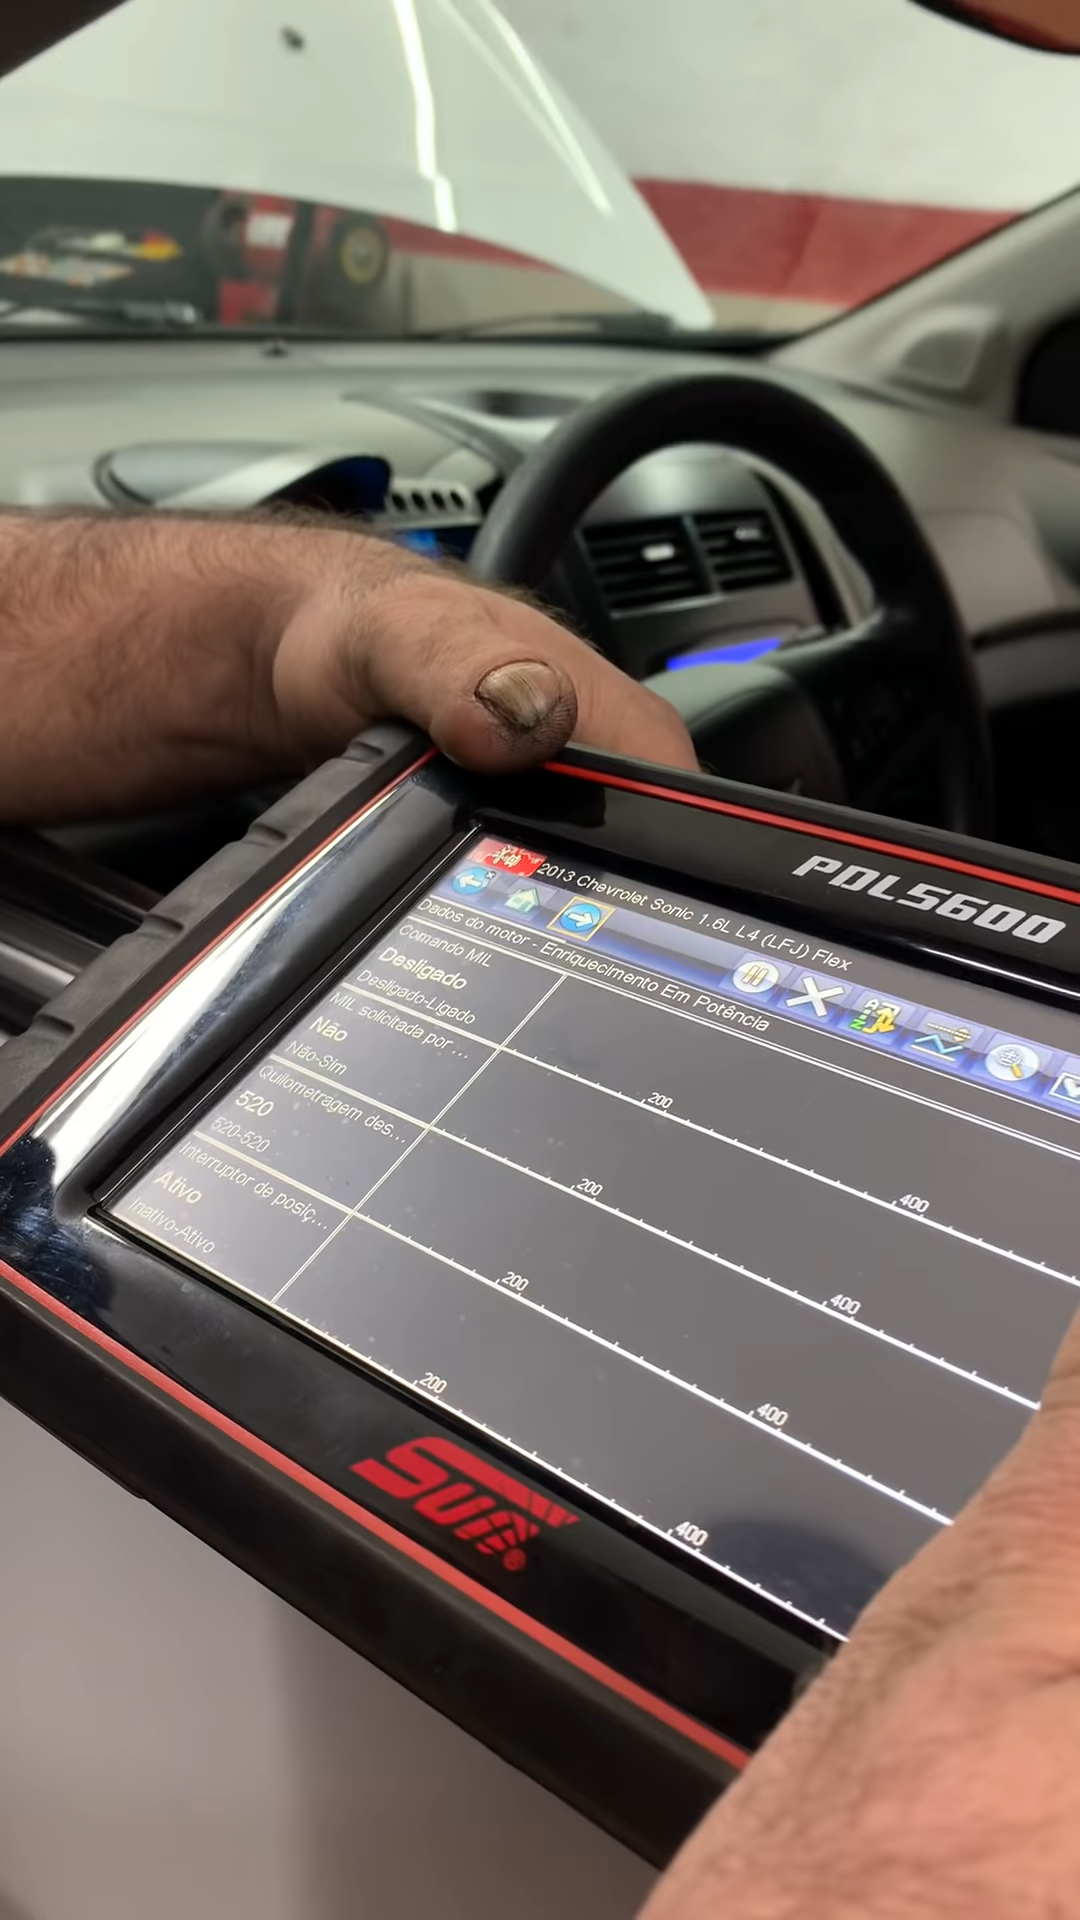 PDL5600
2013 Chevrolet Sonic 1.6L L4 (LFJ) Flex
Dados do motor - Enriquecimento Em Potência
Comando MIL
Desligado
Desligado-Ligado
200
400
MIL solicitada por ...
Não
Não-Sim
200
400
Quilometragem des...
520
520-520
200
400
Interruptor de posiç...
Ativo
Inativo-Ativo
200
400
Sun®